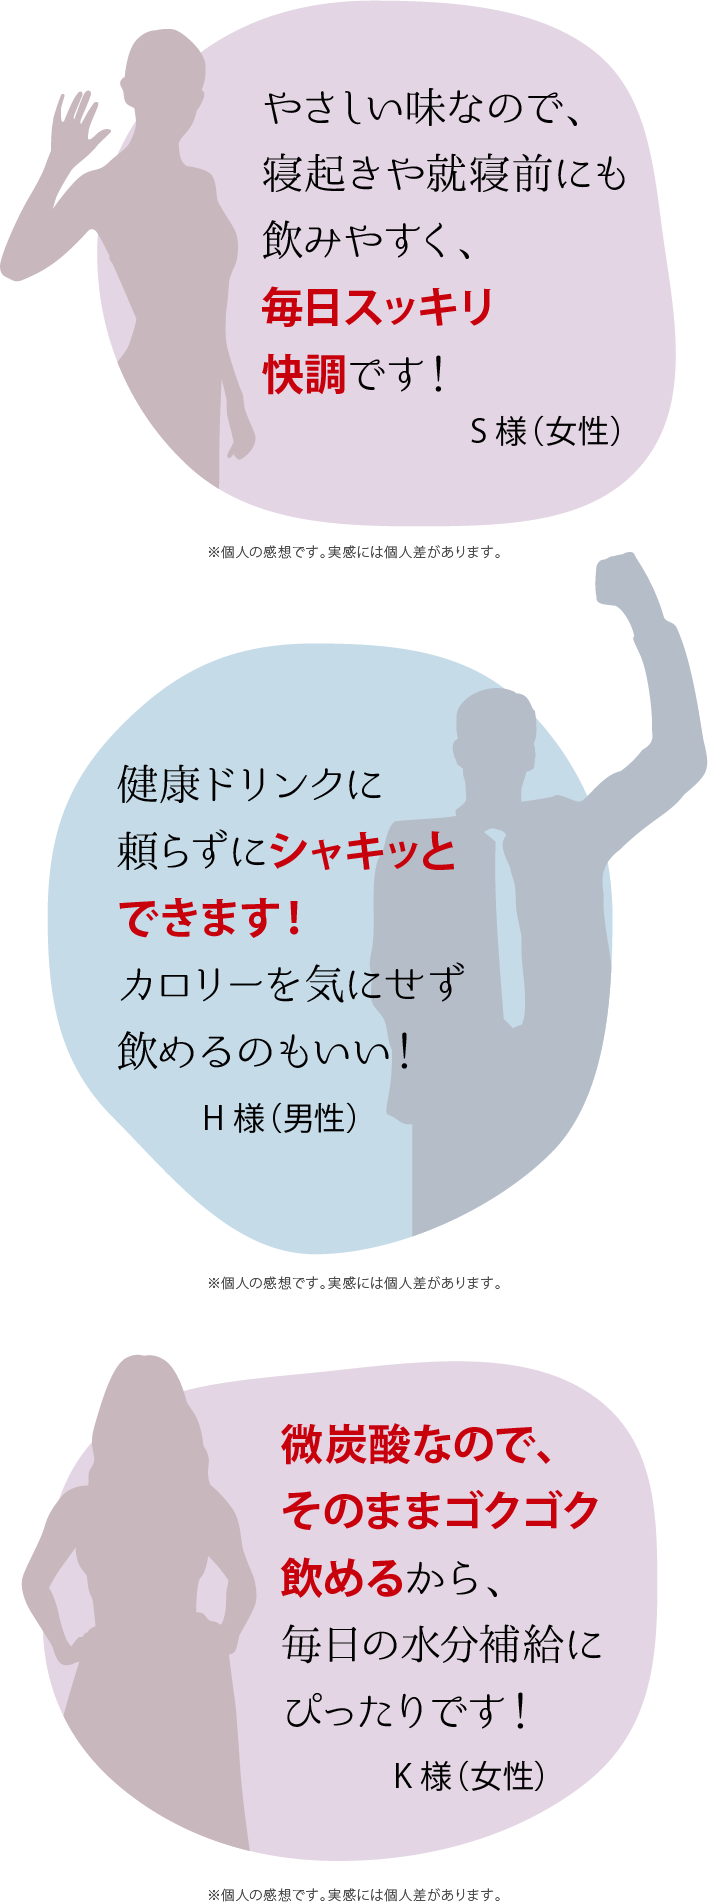 やさしい味なので、
寝起きや就寝前にも
飲みやすく、
毎日スッキリ
快調です！
S 様（女性）
※個人の感想です。実感には個人差があります。
健康ドリンクに
頼らずにシャキッと
できます！
カロリーを気にせず
飲めるのもいい！
H 様（男性）
※個人の感想です。実感には個人差があります。
微炭酸なので、
そのままゴクゴク
飲めるから、
毎日の水分補給に
ぴったりです！
K 様（女性）
※個人の感想です。実感には個人差があります。